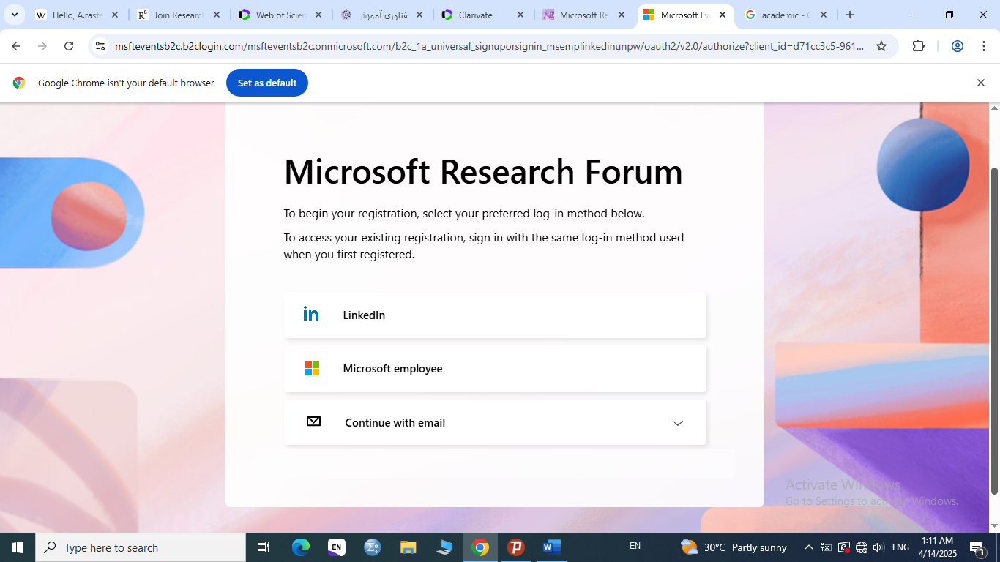 Hello, A.raste
Join Research
Web of Scien
فناوری آموزش
Clarivate
Microsoft Re
Microsoft Eve
academic - G
msfteventsb2c.b2clogin.com/msfteventsb2c.onmicrosoft.com/b2c_1a_universal_signuporsignin_msemplinkedinunpw/oauth2/v2.0/authorize?client_id=d71cc3c5-961...
Google Chrome isn't your default browser
Set as default
Microsoft Research Forum
To begin your registration, select your preferred log-in method below.
To access your existing registration, sign in with the same log-in method used
when you first registered.
LinkedIn
Microsoft employee
Continue with email
Activate Windows
Go to Settings to activate Windows.
Type here to search
EN
EN
30°C Partly sunny
ENG
1:11 AM
4/14/2025
3